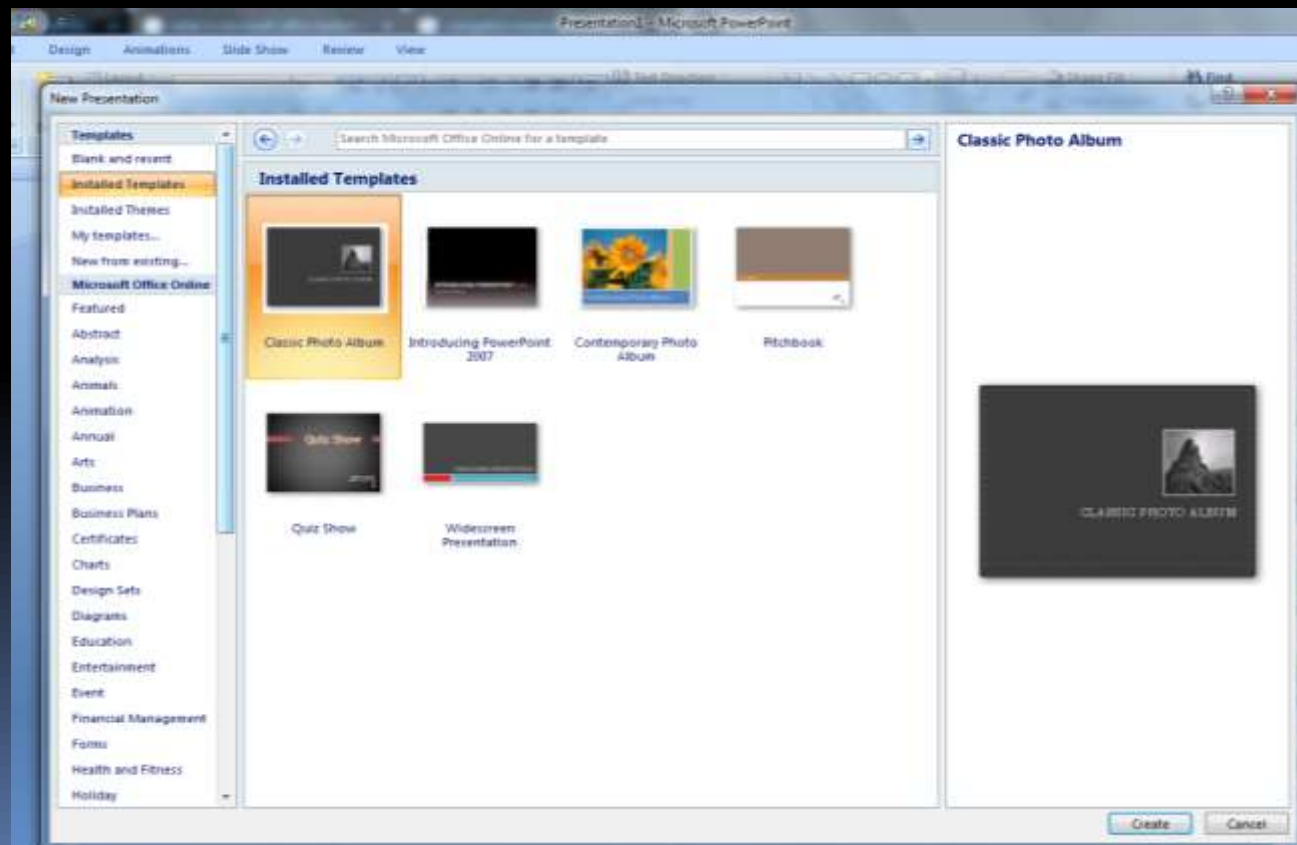 Presentation1 - Microsoft PowerPoint
Design Animations Slide Show Review View
Text Direction
Find
New Presentation
Templates
Blank and recent
Installed Templates
Installed Themes
My templates...
New from existing...
Microsoft Office Online
Featured
Abstract
Analysis
Animals
Animation
Annual
Arts
Business
Business Plans
Certificates
Charts
Design Sets
Diagrams
Education
Entertainment
Event
Financial Management
Forms
Health and Fitness
Holiday
Search Microsoft Office Online for a template
Installed Templates
Classic Photo Album
Introducing PowerPoint
2007
Contemporary Photo
Album
Pitchbook
Quiz Show
Quiz Show
Widescreen
Presentation
Classic Photo Album
CLASSIC PHOTO ALBUM
Create Cancel